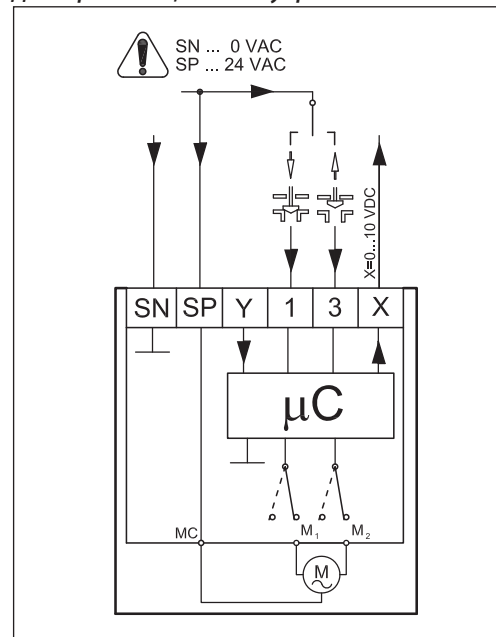 SN ... 0 VAC
SP ... 24 VAC
X=0...10 VDC
SN SP Y 1 3 X
µC
MC M₁ M₂
M